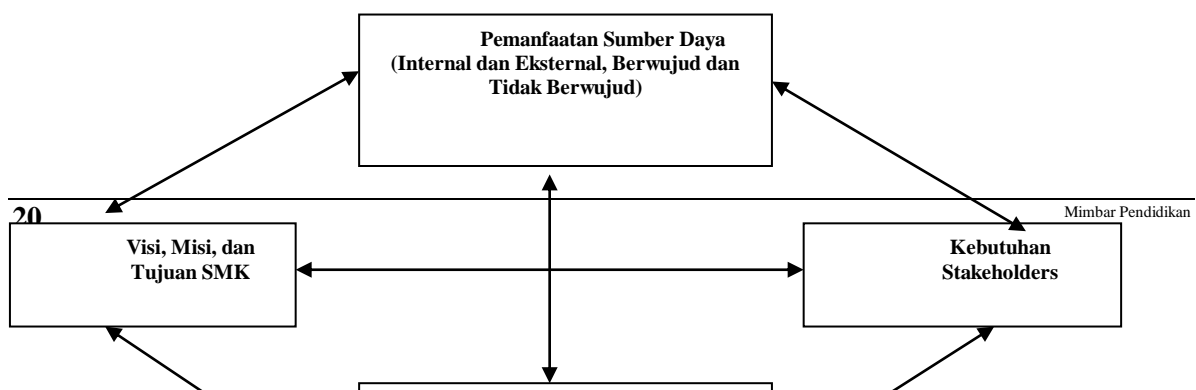 Pemanfaatan Sumber Daya
(Internal dan Eksternal, Berwujud dan
Tidak Berwujud)
20
Mimbar Pendidikan
Visi, Misi, dan
Tujuan SMK
Kebutuhan
Stakeholders